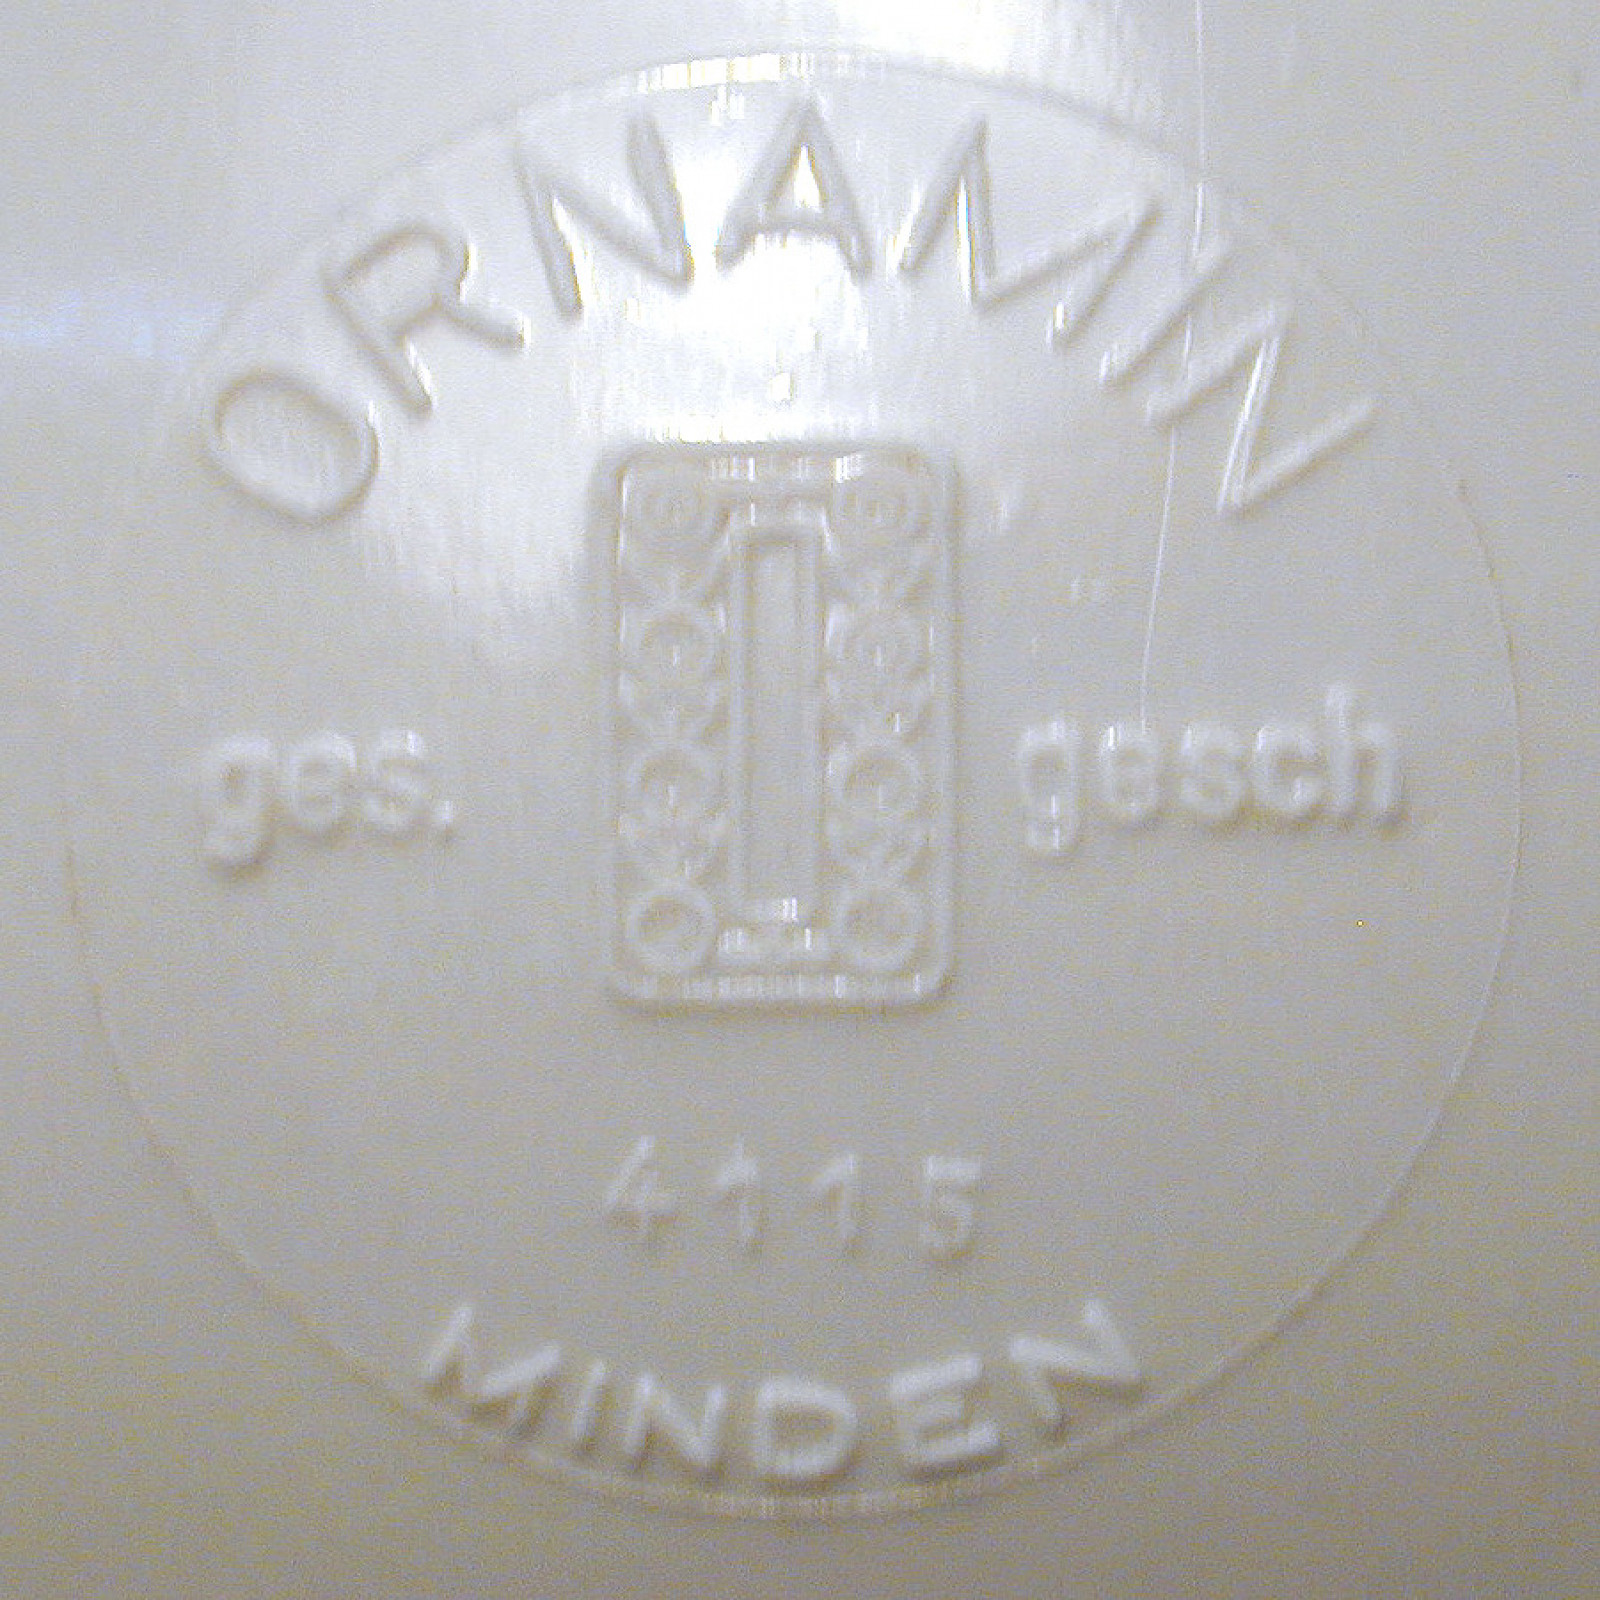 ORNAMIN
ges. gesch
4115
MINDEN